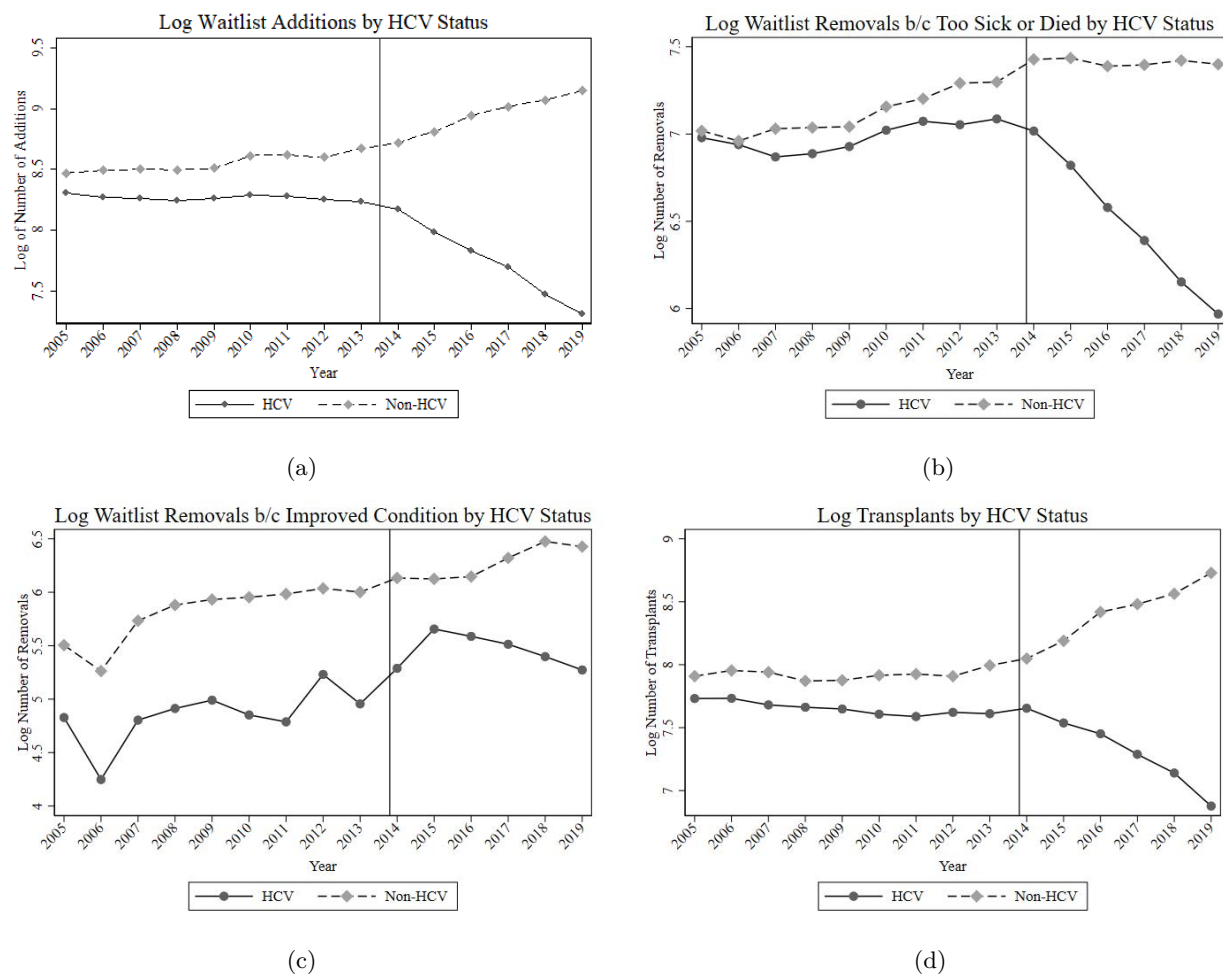 Log Waitlist Additions by HCV Status
Log of Number of Additions
9.5
9
8.5
8
7.5
2005 2006 2007 2008 2009 2010 2011 2012 2013 2014 2015 2016 2017 2018 2019
Year
HCV Non-HCV
(a)
Log Waitlist Removals b/c Too Sick or Died by HCV Status
Log Number of Removals
7.5
7
6.5
6
2005 2006 2007 2008 2009 2010 2011 2012 2013 2014 2015 2016 2017 2018 2019
Year
HCV Non-HCV
(b)
Log Waitlist Removals b/c Improved Condition by HCV Status
Log Number of Removals
6.5
6
5.5
5
4.5
4
2005 2006 2007 2008 2009 2010 2011 2012 2013 2014 2015 2016 2017 2018 2019
Year
HCV Non-HCV
(c)
Log Transplants by HCV Status
Log Number of Transplants
9
8.5
8
7.5
7
2005 2006 2007 2008 2009 2010 2011 2012 2013 2014 2015 2016 2017 2018 2019
Year
HCV Non-HCV
(d)